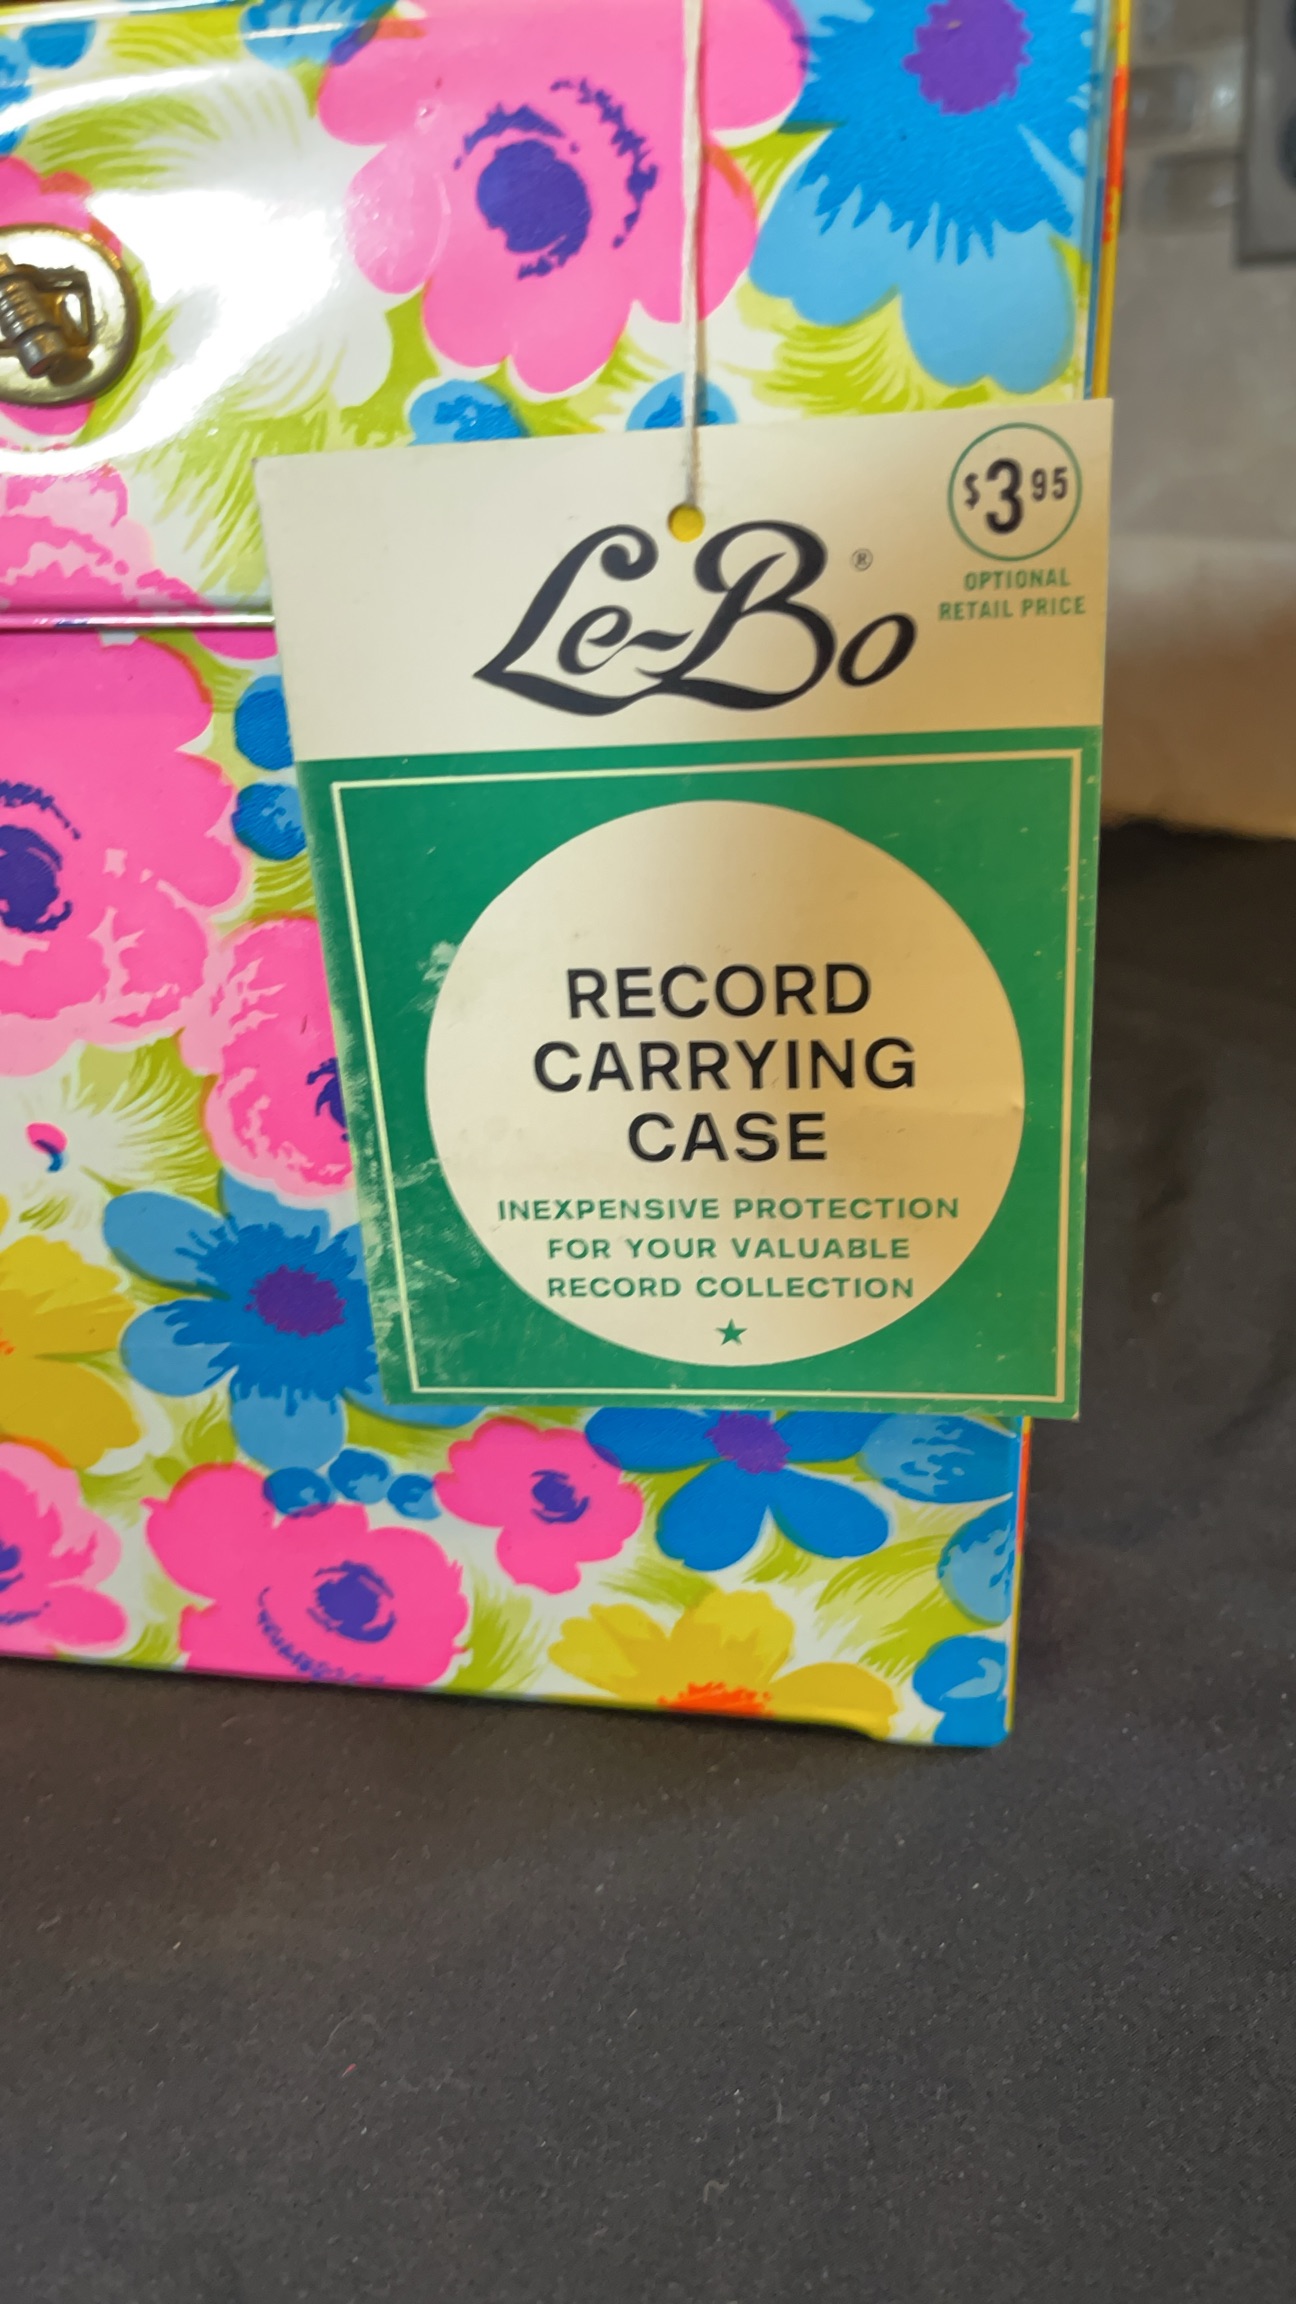 $3.95
OPTIONAL
RETAIL PRICE
Le-Bo®
RECORD
CARRYING
CASE
INEXPENSIVE PROTECTION
FOR YOUR VALUABLE
RECORD COLLECTION